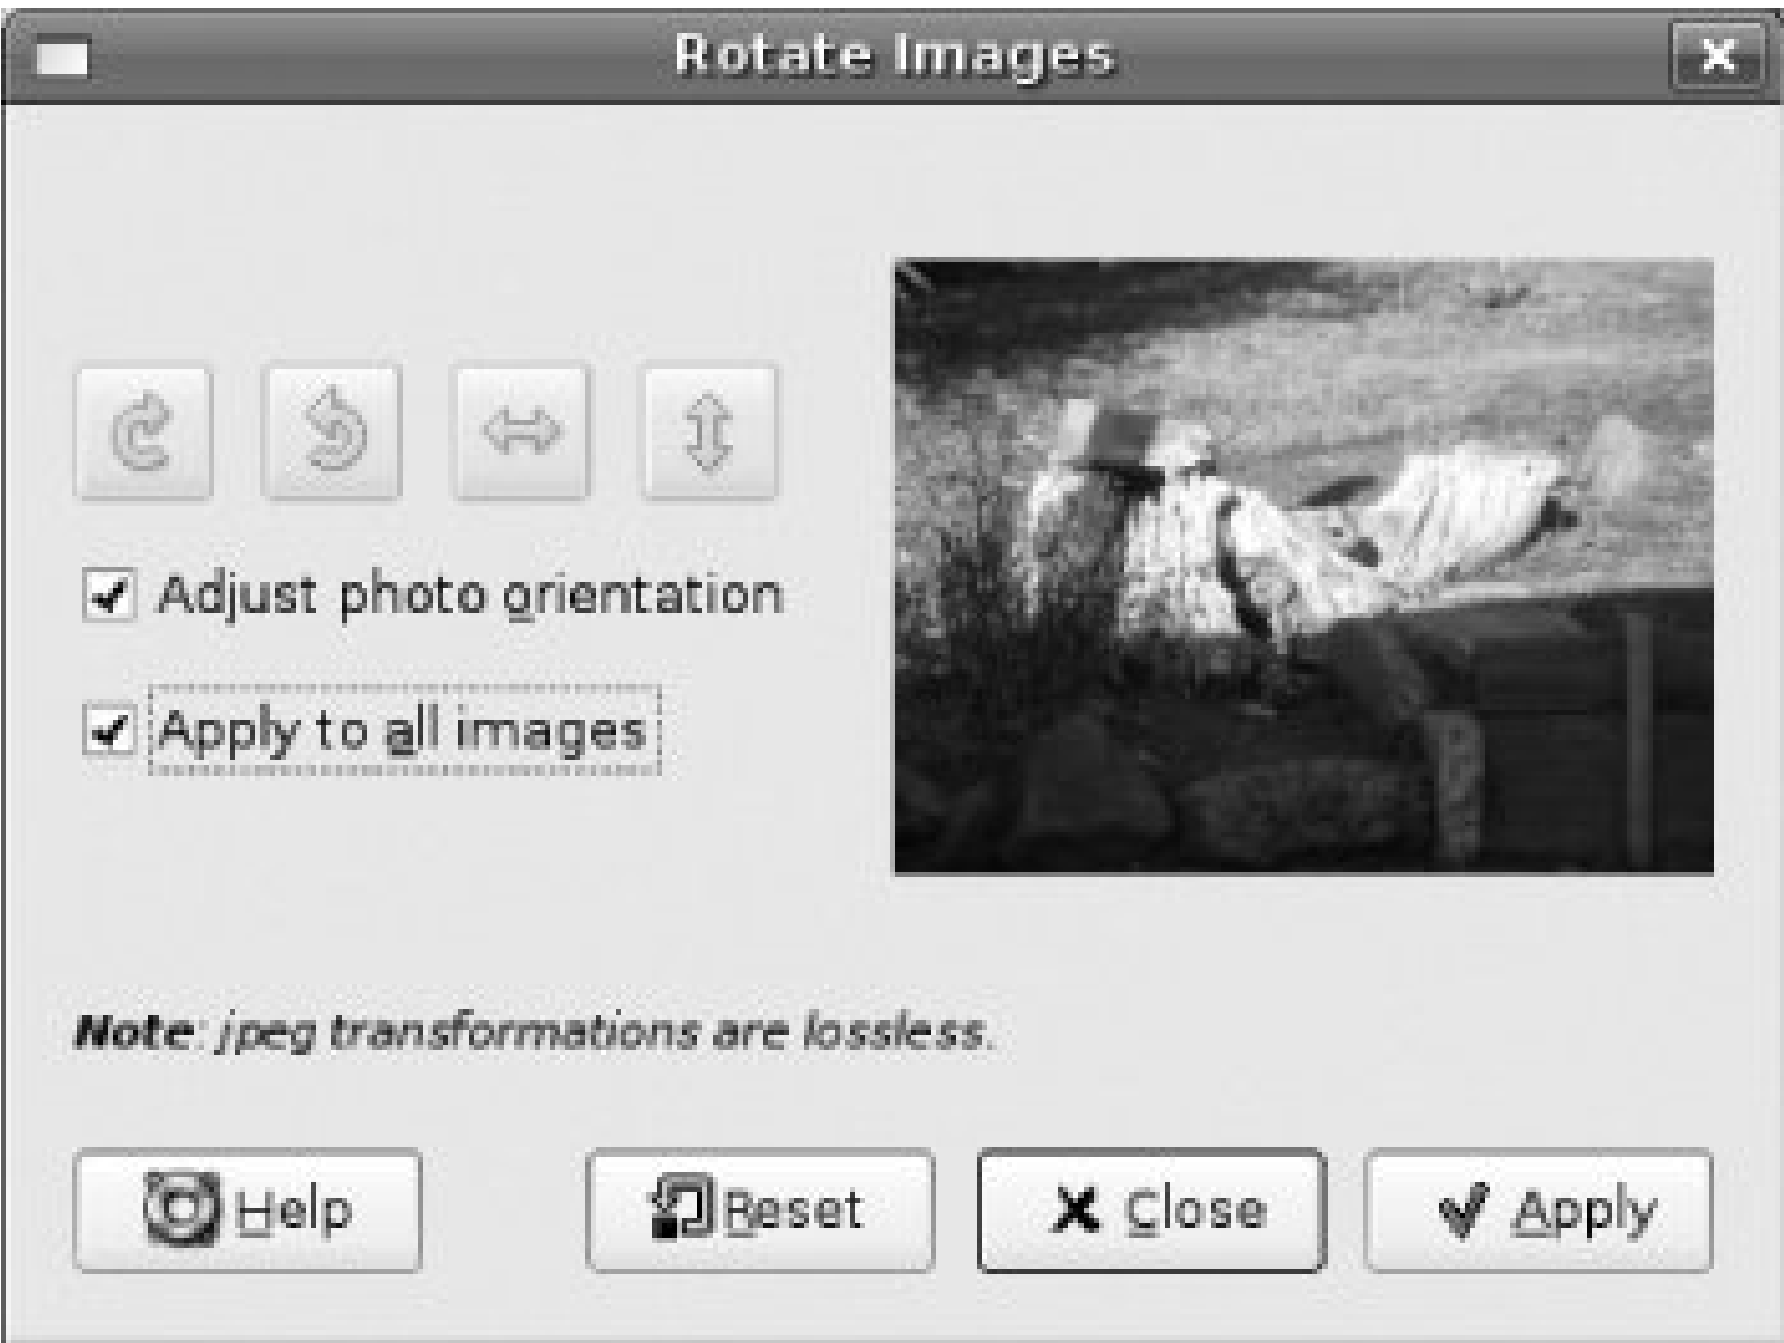 Rotate Images
Adjust photo orientation
Apply to all images
Note: jpeg transformations are lossless.
Help Reset Close Apply